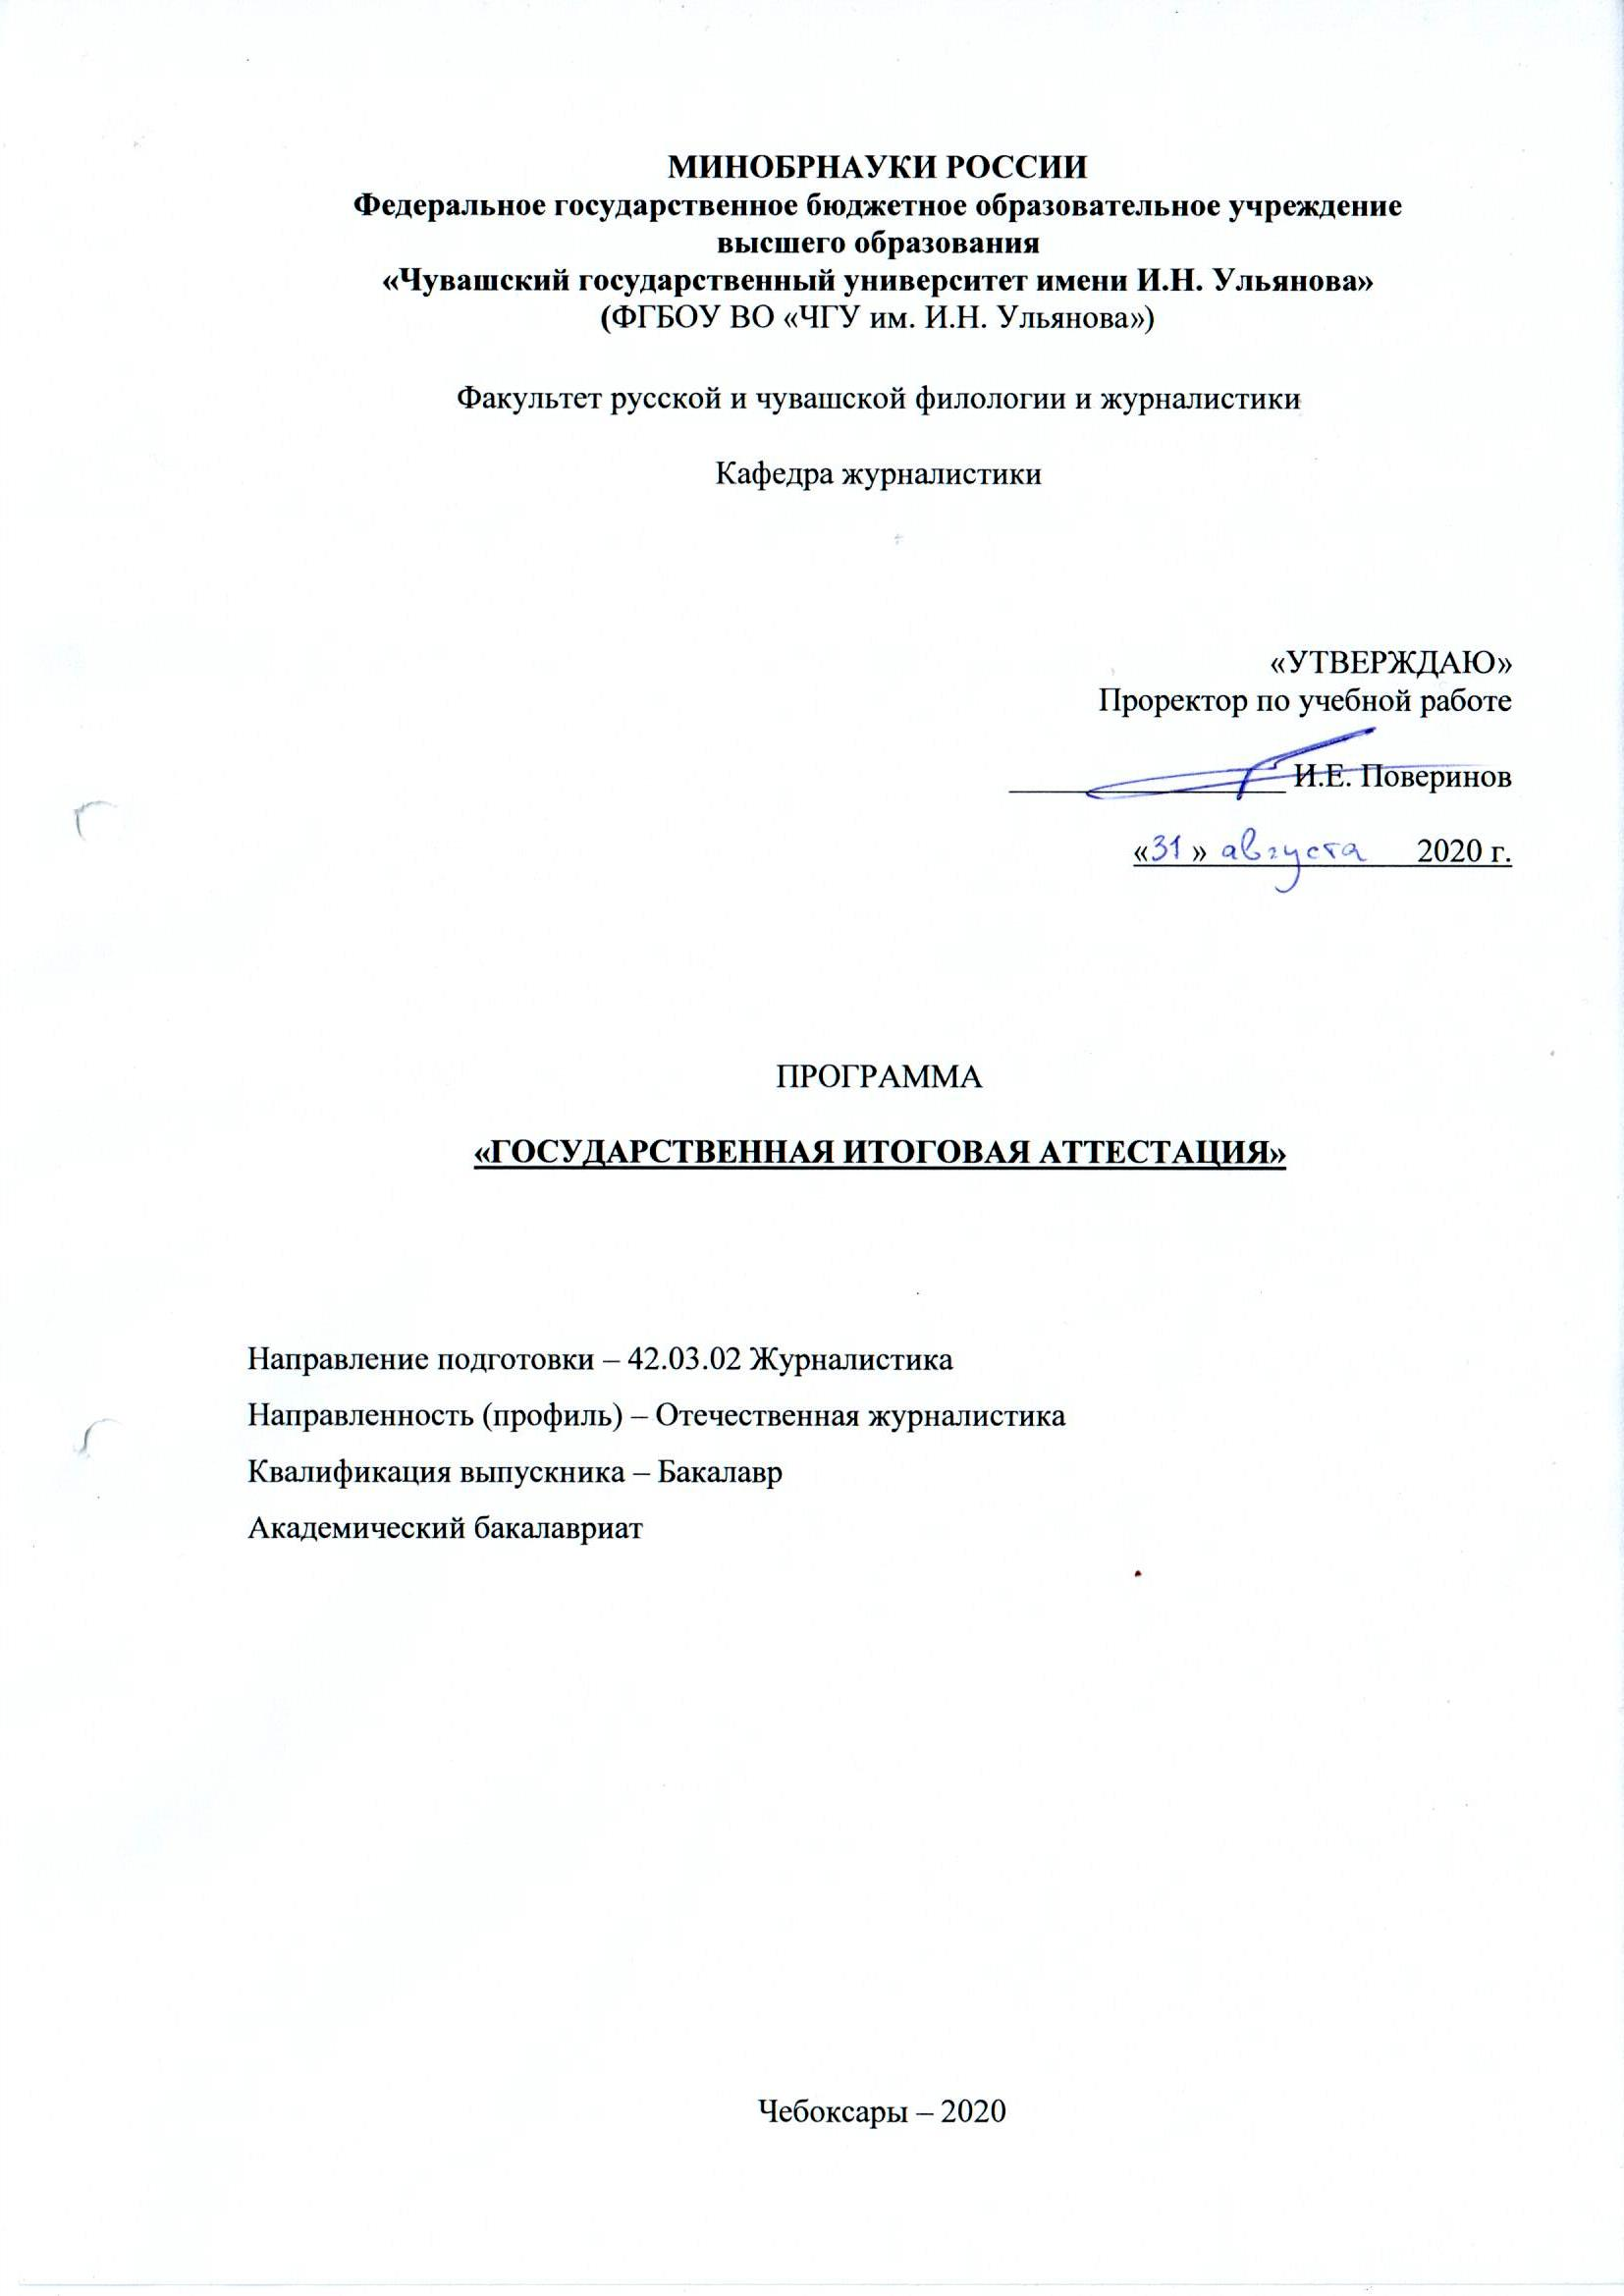 МИНОБРНАУКИ РОССИИ
Федеральное государственное бюджетное образовательное учреждение
высшего образования
«Чувашский государственный университет имени И.Н. Ульянова»
(ФГБОУ ВО «ЧГУ им. И.Н. Ульянова»)
Факультет русской и чувашской филологии и журналистики
Кафедра журналистики
«УТВЕРЖДАЮ»
Проректор по учебной работе
И.Е. Поверинов
«31» августа 2020 г.
ПРОГРАММА
«ГОСУДАРСТВЕННАЯ ИТОГОВАЯ АТТЕСТАЦИЯ»
Направление подготовки – 42.03.02 Журналистика
Направленность (профиль) – Отечественная журналистика
Квалификация выпускника – Бакалавр
Академический бакалавриат
Чебоксары – 2020